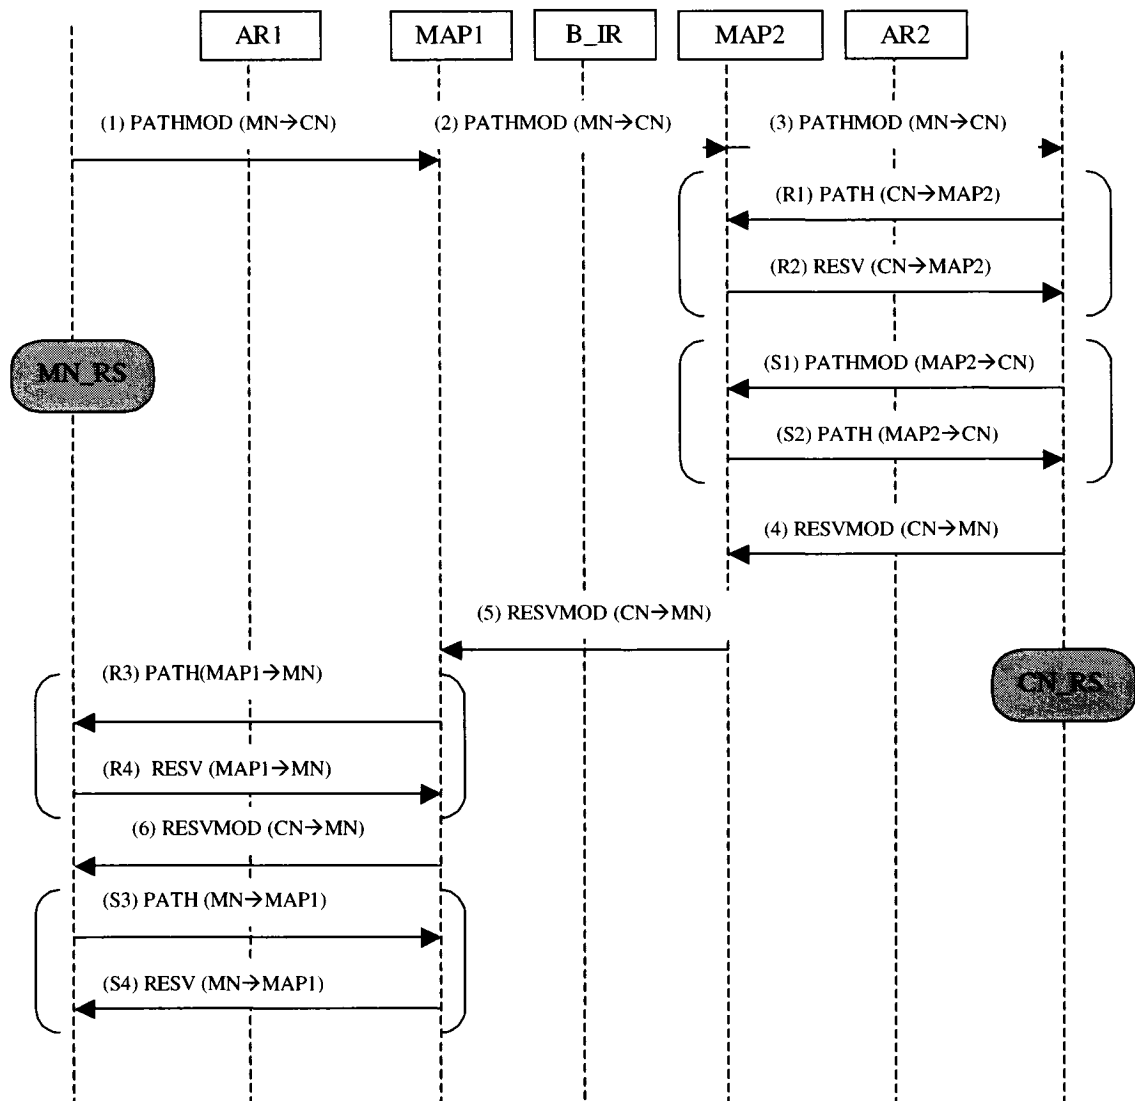 AR1 MAP1 B_IR MAP2 AR2
(1) PATHMOD (MN→CN) (2) PATHMOD (MN→CN) (3) PATHMOD (MN→CN)
(R1) PATH (CN→MAP2)
(R2) RESV (CN→MAP2)
MN_RS
(S1) PATHMOD (MAP2→CN)
(S2) PATH (MAP2→CN)
(4) RESVMOD (CN→MN)
(5) RESVMOD (CN→MN)
(R3) PATH(MAP1→MN)
CN_RS
(R4) RESV (MAP1→MN)
(6) RESVMOD (CN→MN)
(S3) PATH (MN→MAP1)
(S4) RESV (MN→MAP1)